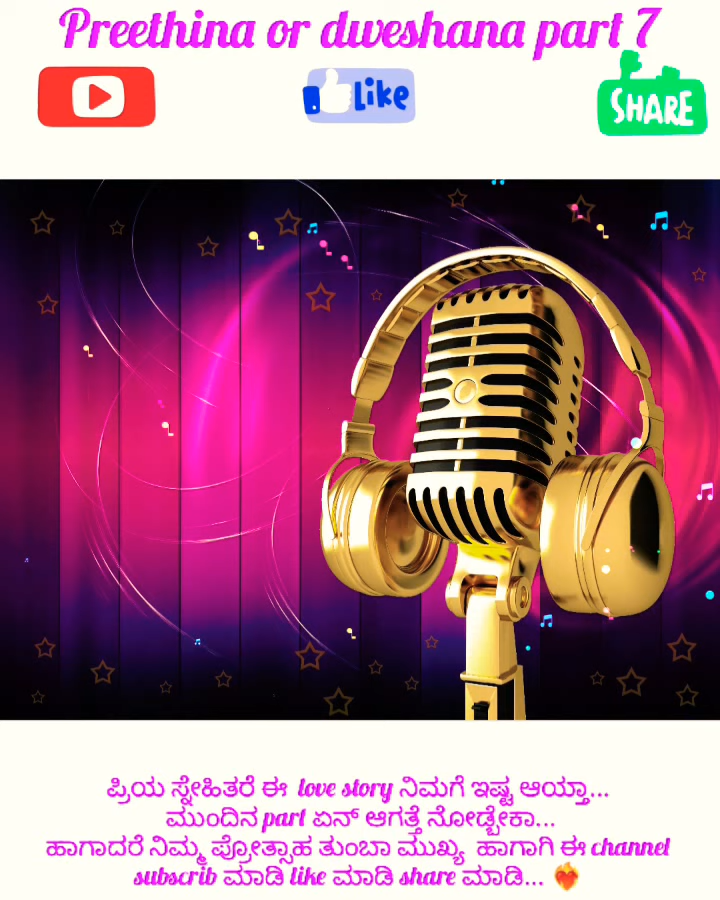 Preethina or dweshana part 7
Like
SHARE
ಪ್ರಿಯ ಸ್ನೇಹಿತರೆ ಈ love story ನಿಮಗೆ ಇಷ್ಟ ಆಯ್ತಾ...
ಮುಂದಿನ part ಏನ್ ಆಗತ್ತೆ ನೋಡ್ಬೇಕಾ...
ಹಾಗಾದರೆ ನಿಮ್ಮ ಪ್ರೋತ್ಸಾಹ ತುಂಬಾ ಮುಖ್ಯ ಹಾಗಾಗಿ ಈ channel
subscrib ಮಾಡಿ like ಮಾಡಿ share ಮಾಡಿ... ❤️‍🔥